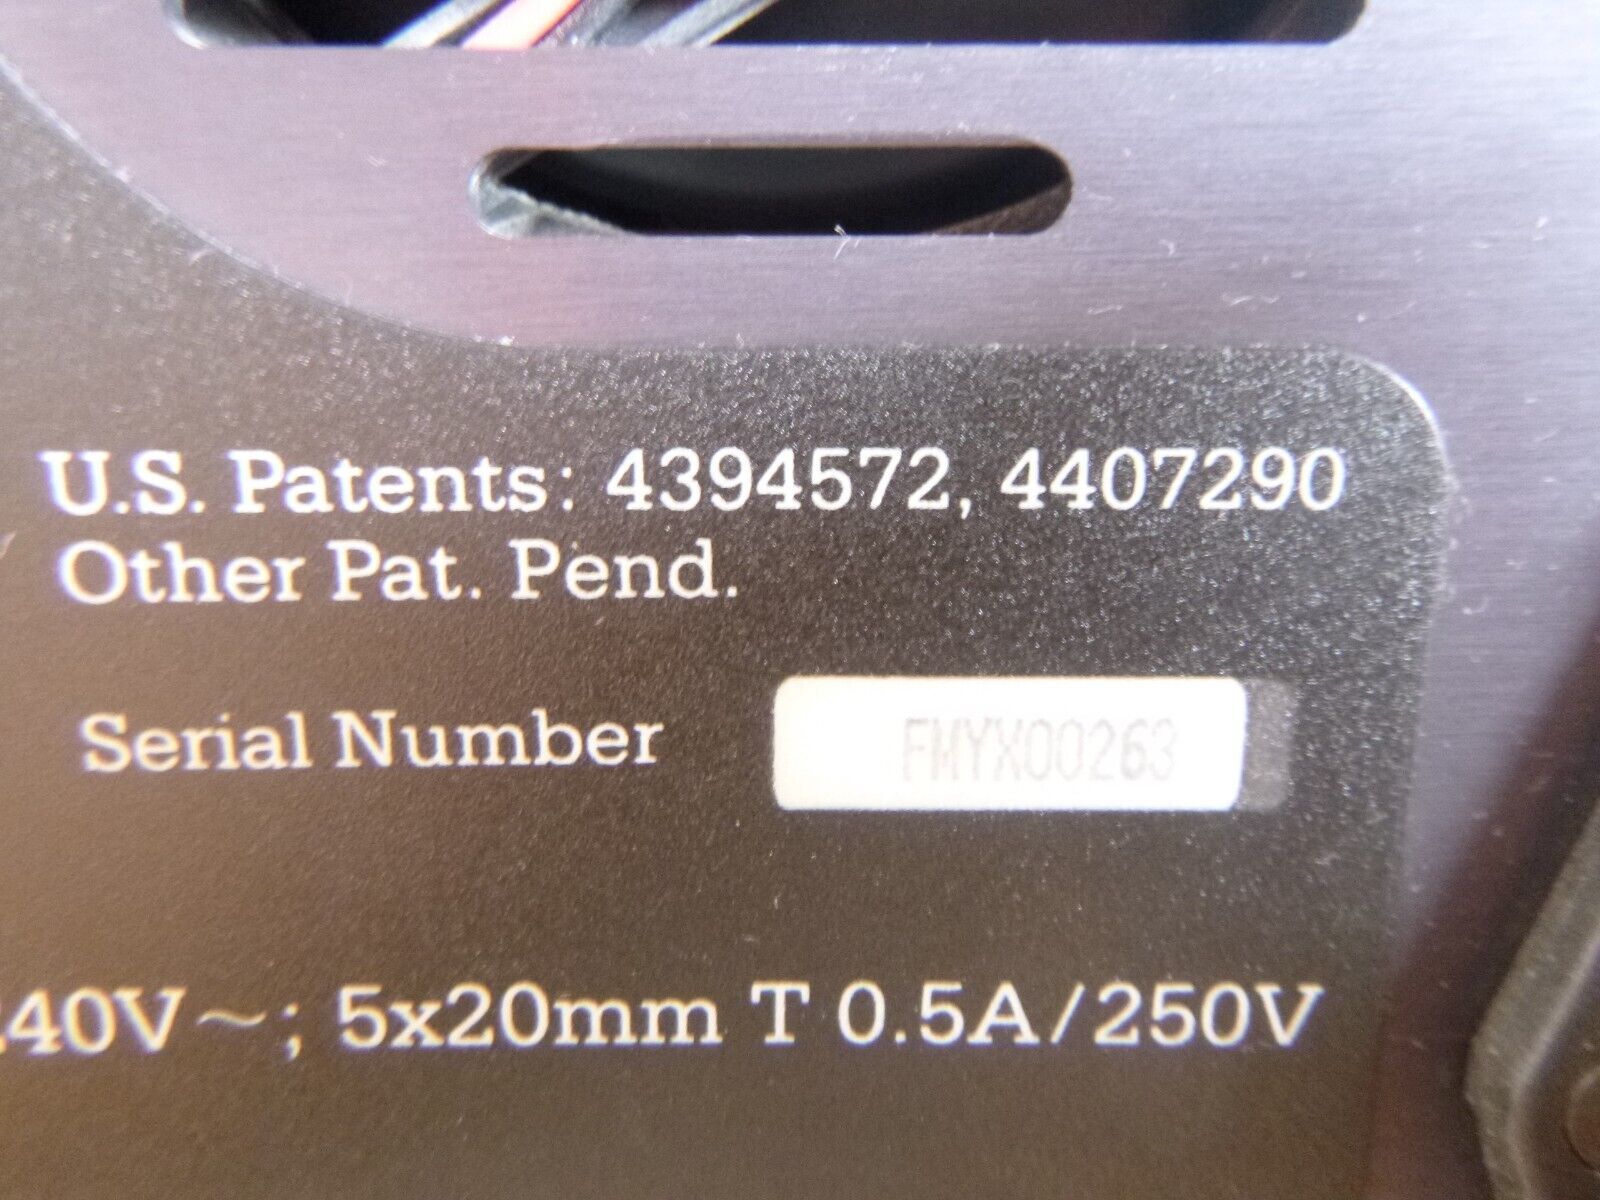 U.S. Patents: 4394572, 4407290
Other Pat. Pend.
Serial Number FMYX00263
40V~; 5x20mm T 0.5A/250V